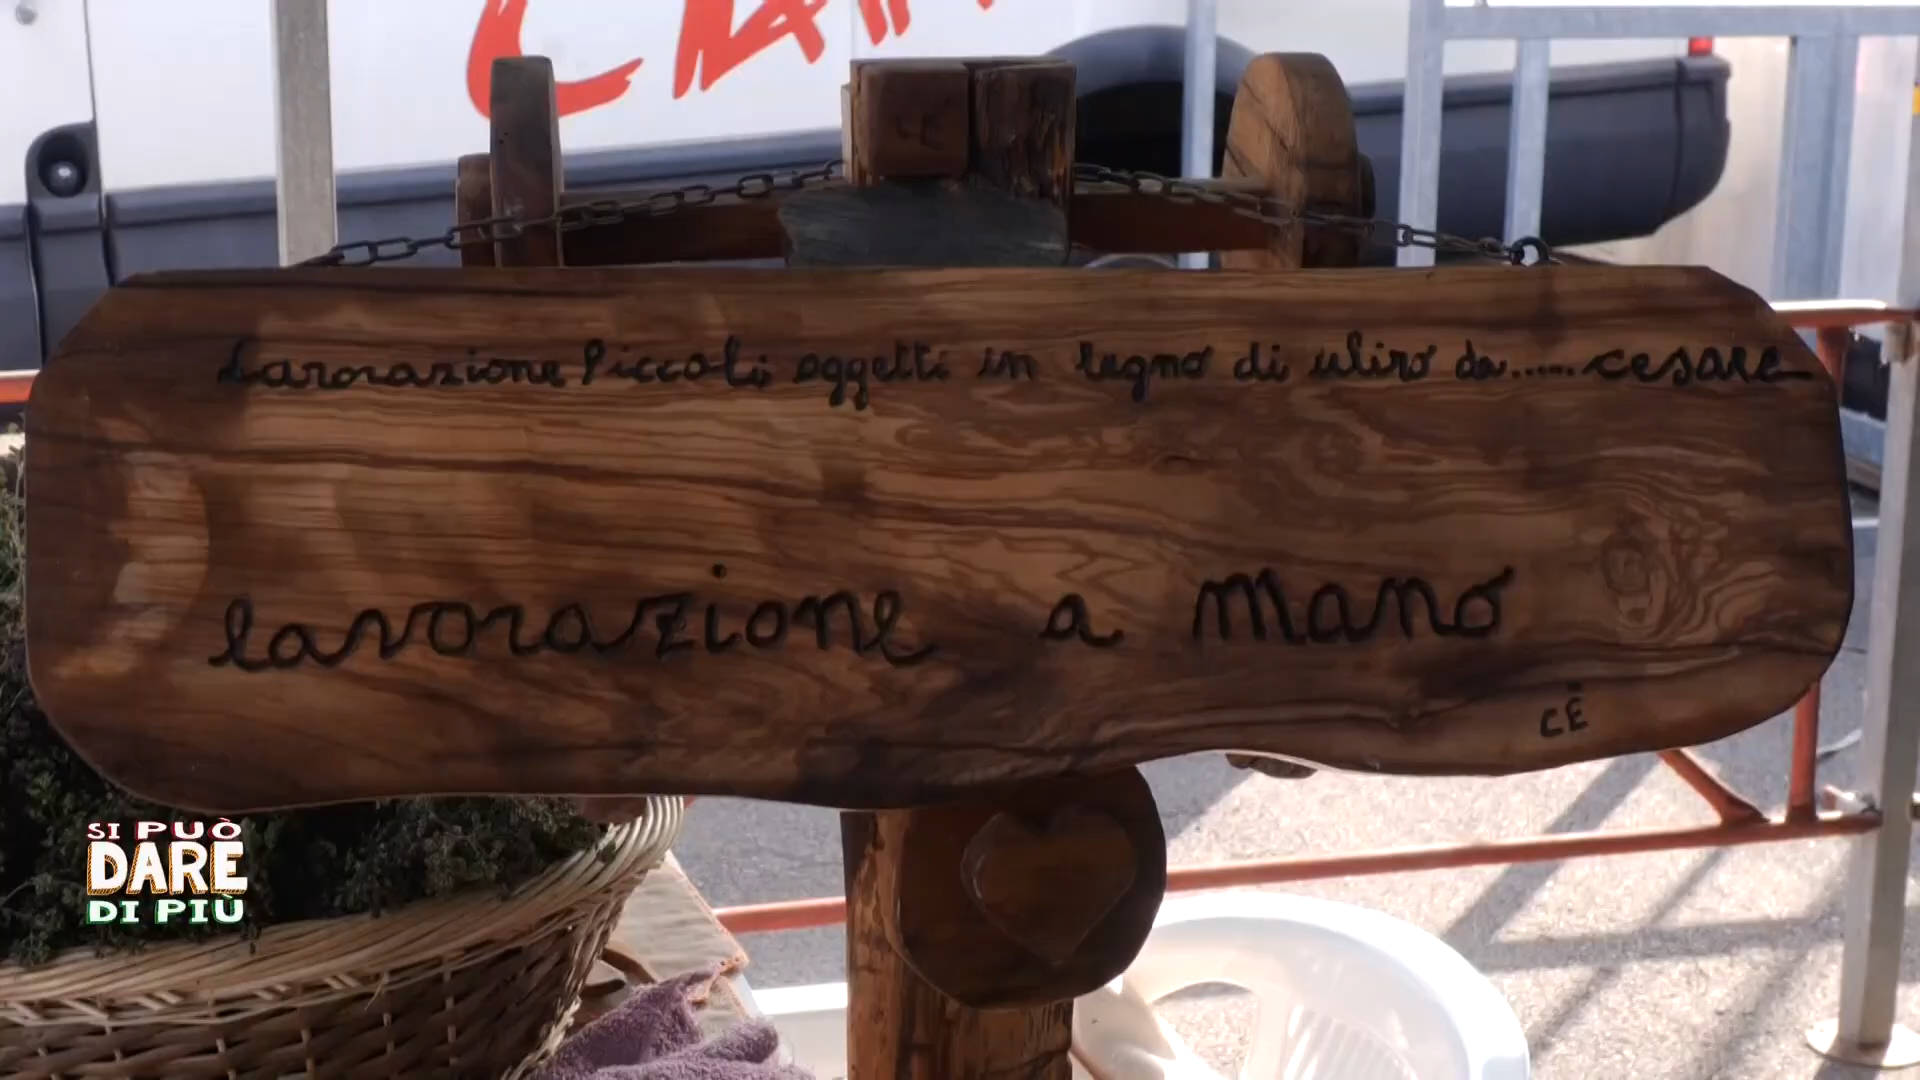 Lavorazione Piccoli oggetti in legno di ulivo da..... cesare
lavorazione a mano
CÈ
SI PUÒ
DARE
DI PIÙ